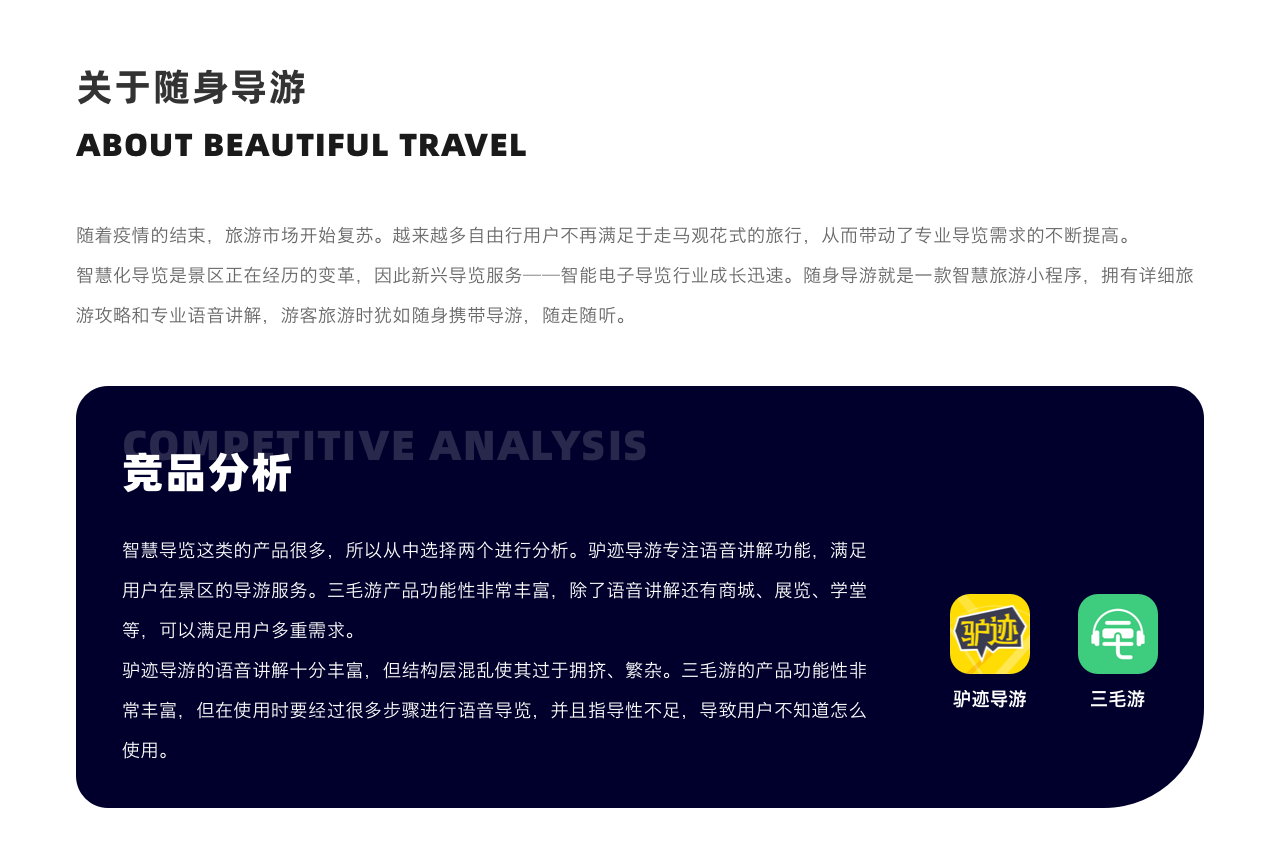 关于随身导游
ABOUT BEAUTIFUL TRAVEL
随着疫情的结束，旅游市场开始复苏。越来越多自由行用户不再满足于走马观花式的旅行，从而带动了专业导览需求的不断提高。
智慧化导览是景区正在经历的变革，因此新兴导览服务——智能电子导览行业成长迅速。随身导游就是一款智慧旅游小程序，拥有详细旅
游攻略和专业语音讲解，游客旅游时犹如随身携带导游，随走随听。
COMPETITIVE ANALYSIS
竞品分析
智慧导览这类的产品很多，所以从中选择两个进行分析。驴迹导游专注语音讲解功能，满足
用户在景区的导游服务。三毛游产品功能性非常丰富，除了语音讲解还有商城、展览、学堂
等，可以满足用户多重需求。
驴迹导游的语音讲解十分丰富，但结构层混乱使其过于拥挤、繁杂。三毛游的产品功能性非
常丰富，但在使用时要经过很多步骤进行语音导览，并且指导性不足，导致用户不知道怎么
使用。
驴迹
驴迹导游
三毛游